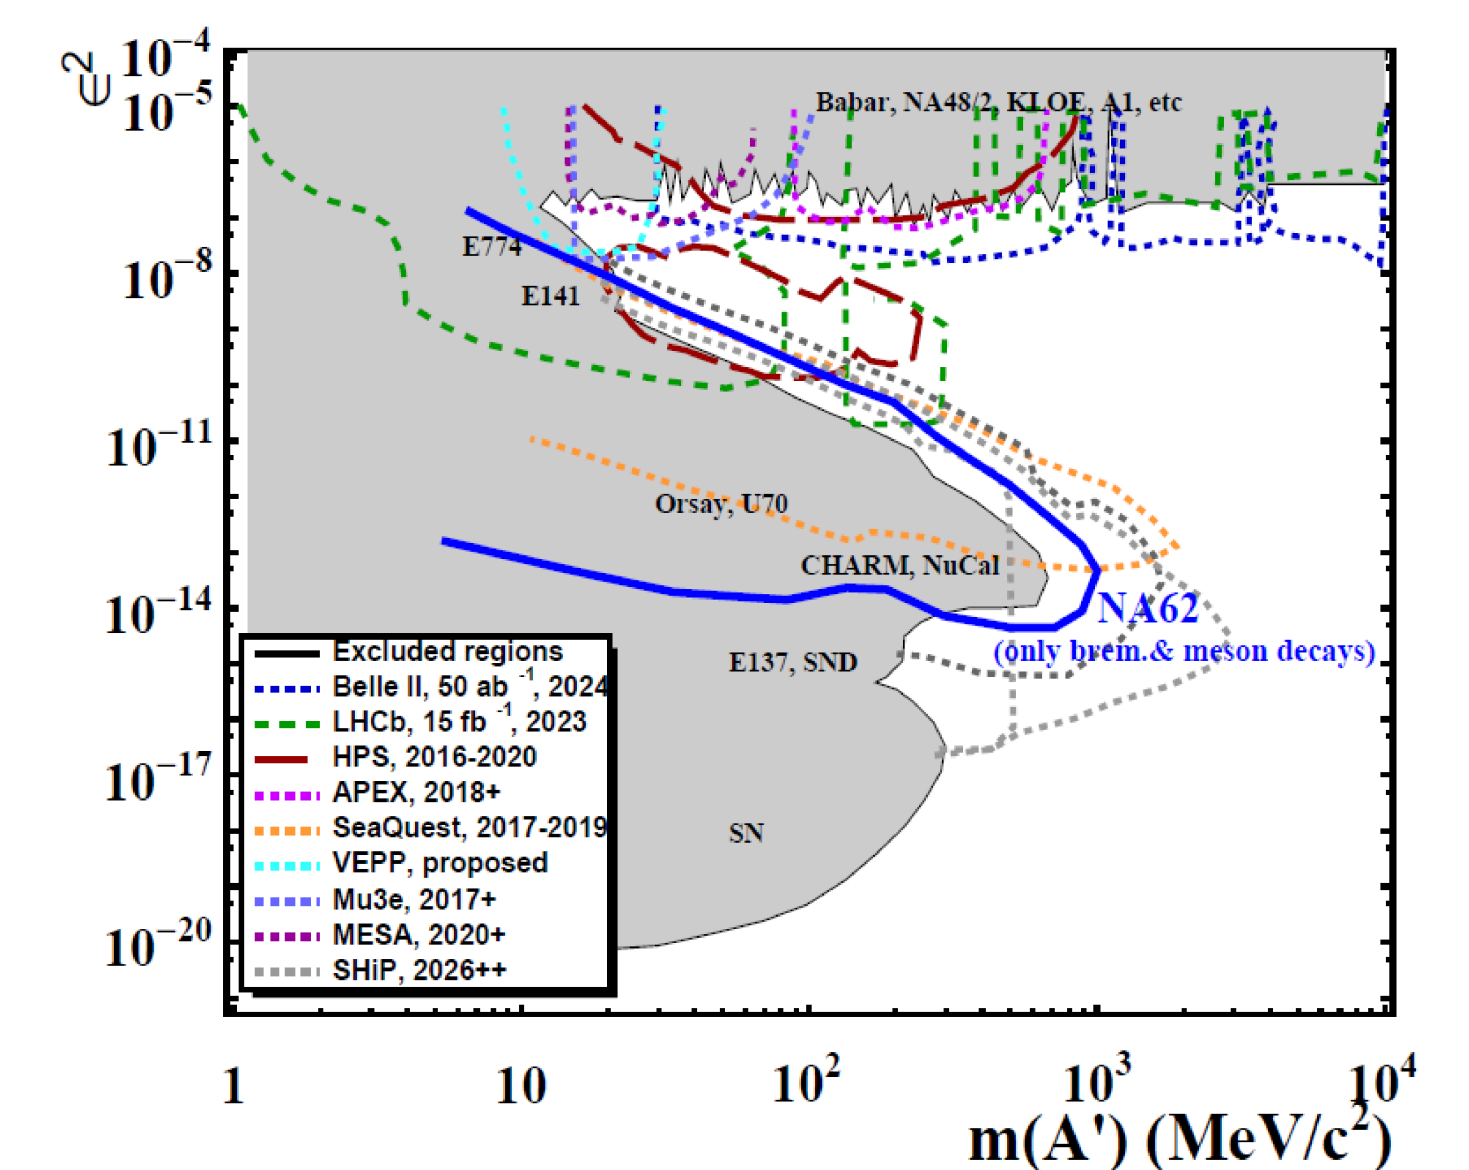 ∈²
10⁻⁴
10⁻⁵
10⁻⁸
10⁻¹¹
10⁻¹⁴
10⁻¹⁷
10⁻²⁰
Babar, NA48/2, KLOE, A1, etc
E774
E141
Orsay, U70
CHARM, NuCal
NA62
(only brem.& meson decays)
E137, SND
SN
Excluded regions
Belle II, 50 ab ⁻¹, 2024
LHCb, 15 fb ⁻¹, 2023
HPS, 2016-2020
APEX, 2018+
SeaQuest, 2017-2019
VEPP, proposed
Mu3e, 2017+
MESA, 2020+
SHiP, 2026++
1 10 10² 10³ 10⁴
m(A') (MeV/c²)